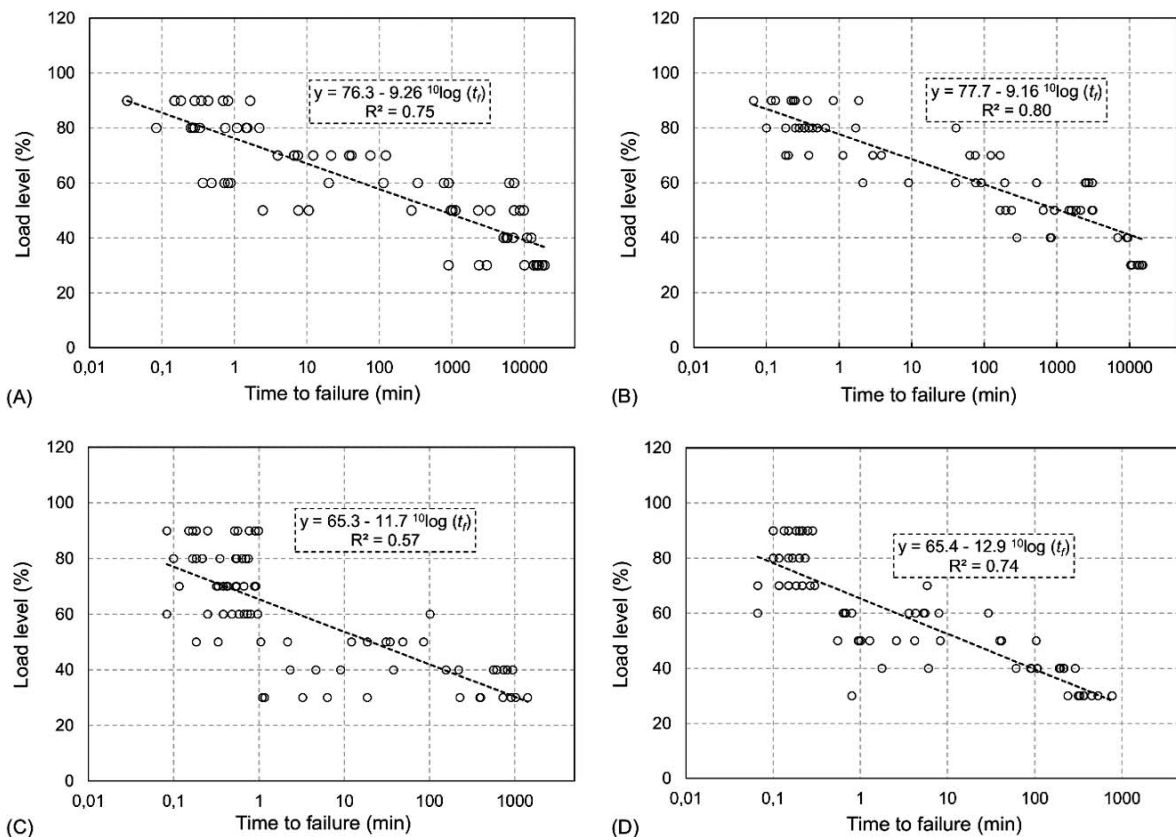 120
100
80
60
40
20
0
Load level (%)
y = 76.3 - 9.26 ¹⁰log (t_f)
R² = 0.75
0,01 0,1 1 10 100 1000 10000
Time to failure (min)
(A)
120
100
80
60
40
20
0
Load level (%)
y = 77.7 - 9.16 ¹⁰log (t_f)
R² = 0.80
0,01 0,1 1 10 100 1000 10000
Time to failure (min)
(B)
120
100
80
60
40
20
0
Load level (%)
y = 65.3 - 11.7 ¹⁰log (t_f)
R² = 0.57
0,01 0,1 1 10 100 1000
Time to failure (min)
(C)
120
100
80
60
40
20
0
Load level (%)
y = 65.4 - 12.9 ¹⁰log (t_f)
R² = 0.74
0,01 0,1 1 10 100 1000
Time to failure (min)
(D)